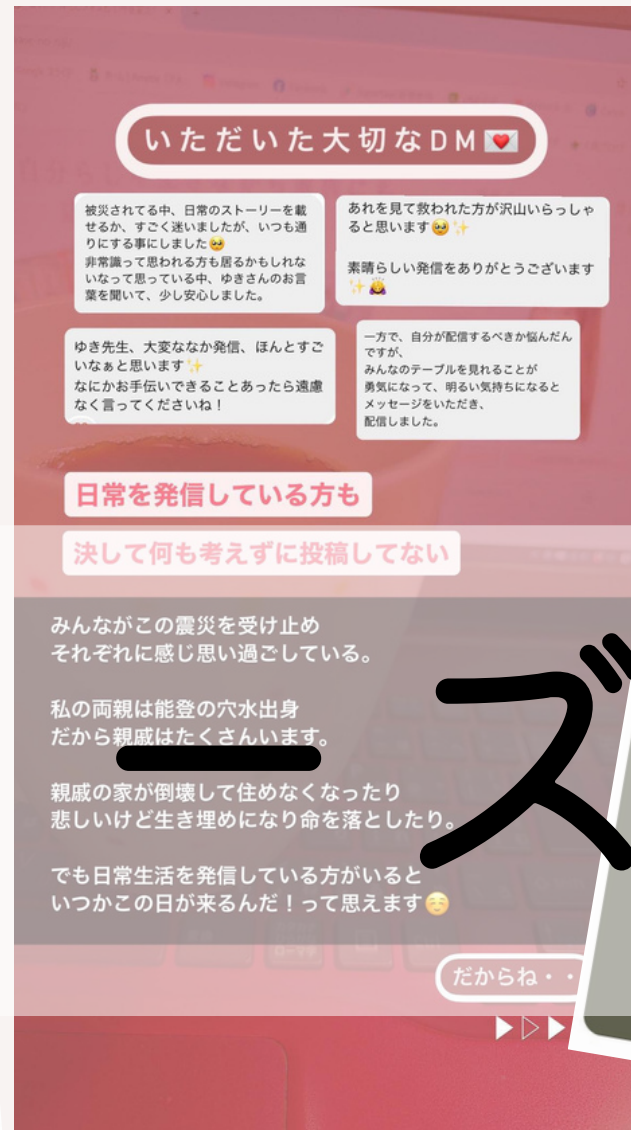 いただいた大切なDM💌
被災されてる中、日常のストーリーを載
せるか、すごく迷いましたが、いつも通
りにする事にしました🥹
非常識って思われる方も居るかもしれな
いなって思っている中、ゆきさんのお言
葉を聞いて、少し安心しました。
あれを見て救われた方が沢山いらっしゃ
ると思います🥹✨
素晴らしい発信をありがとうございます
✨🙇‍♀️
ゆき先生、大変ななか発信、ほんとすご
いなぁと思います✨
なにかお手伝いできることあったら遠慮
なく言ってくださいね!
一方で、自分が配信するべきか悩んだん
ですが、
みんなのテーブルを見れることが
勇気になって、明るい気持ちになると
メッセージをいただき、
配信しました。
日常を発信している方も
決して何も考えずに投稿してない
みんながこの震災を受け止め
それぞれに感じ思い過ごしている。
私の両親は能登の穴水出身
だから親戚はたくさんいます。
親戚の家が倒壊して住めなくなったり
悲しいけど生き埋めになり命を落としたり。
でも日常生活を発信している方がいると
いつかこの日が来るんだ!って思えます☺️
ズ
だからね・・